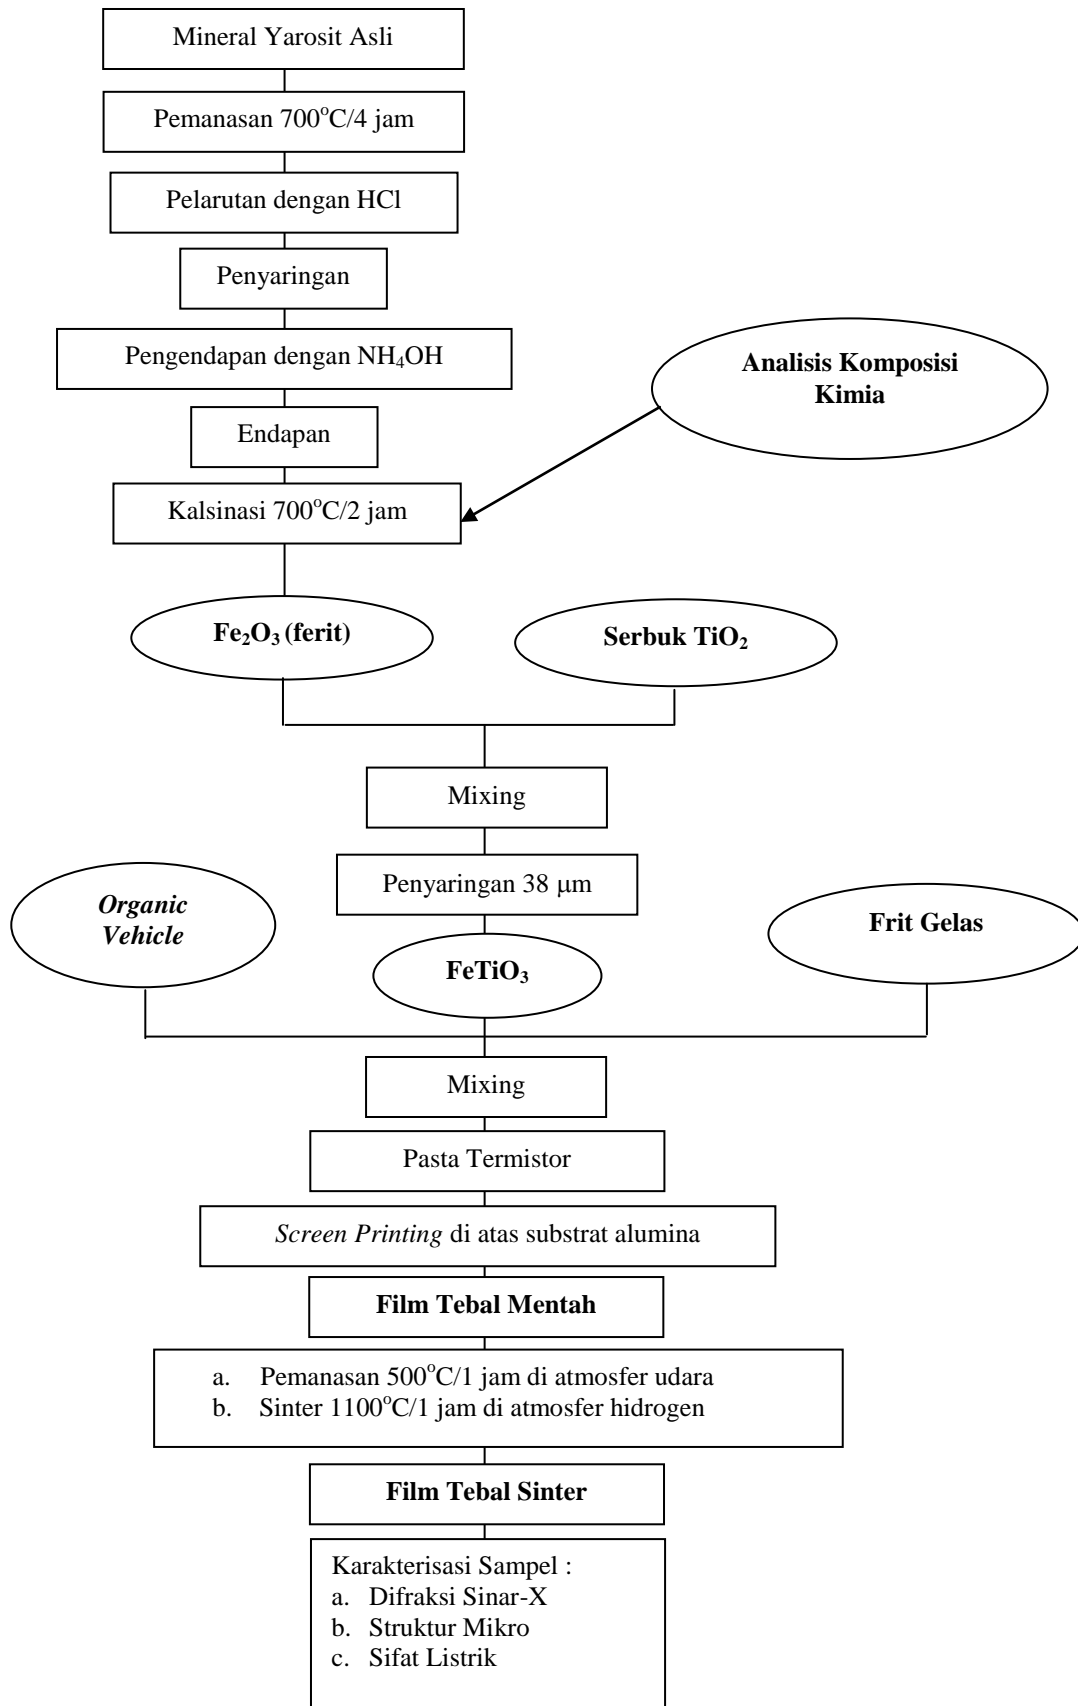 Mineral Yarosit Asli
Pemanasan 700°C/4 jam
Pelarutan dengan HCl
Penyaringan
Pengendapan dengan NH₄OH
Analisis Komposisi
Kimia
Endapan
Kalsinasi 700°C/2 jam
Fe₂O₃ (ferit)
Serbuk TiO₂
Mixing
Penyaringan 38 μm
Organic
Vehicle
FeTiO₃
Frit Gelas
Mixing
Pasta Termistor
Screen Printing di atas substrat alumina
Film Tebal Mentah
a. Pemanasan 500°C/1 jam di atmosfer udara
b. Sinter 1100°C/1 jam di atmosfer hidrogen
Film Tebal Sinter
Karakterisasi Sampel :
a. Difraksi Sinar-X
b. Struktur Mikro
c. Sifat Listrik